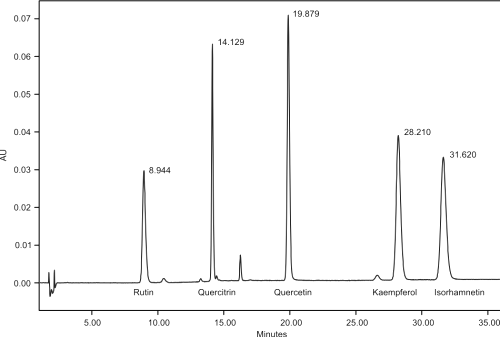 0.07
0.06
0.05
0.04
0.03
0.02
0.01
0.00
AU
8.944
14.129
19.879
28.210
31.620
Rutin
Quercitrin
Quercetin
Kaempferol
Isorhamnetin
5.00 10.00 15.00 20.00 25.00 30.00 35.00
Minutes